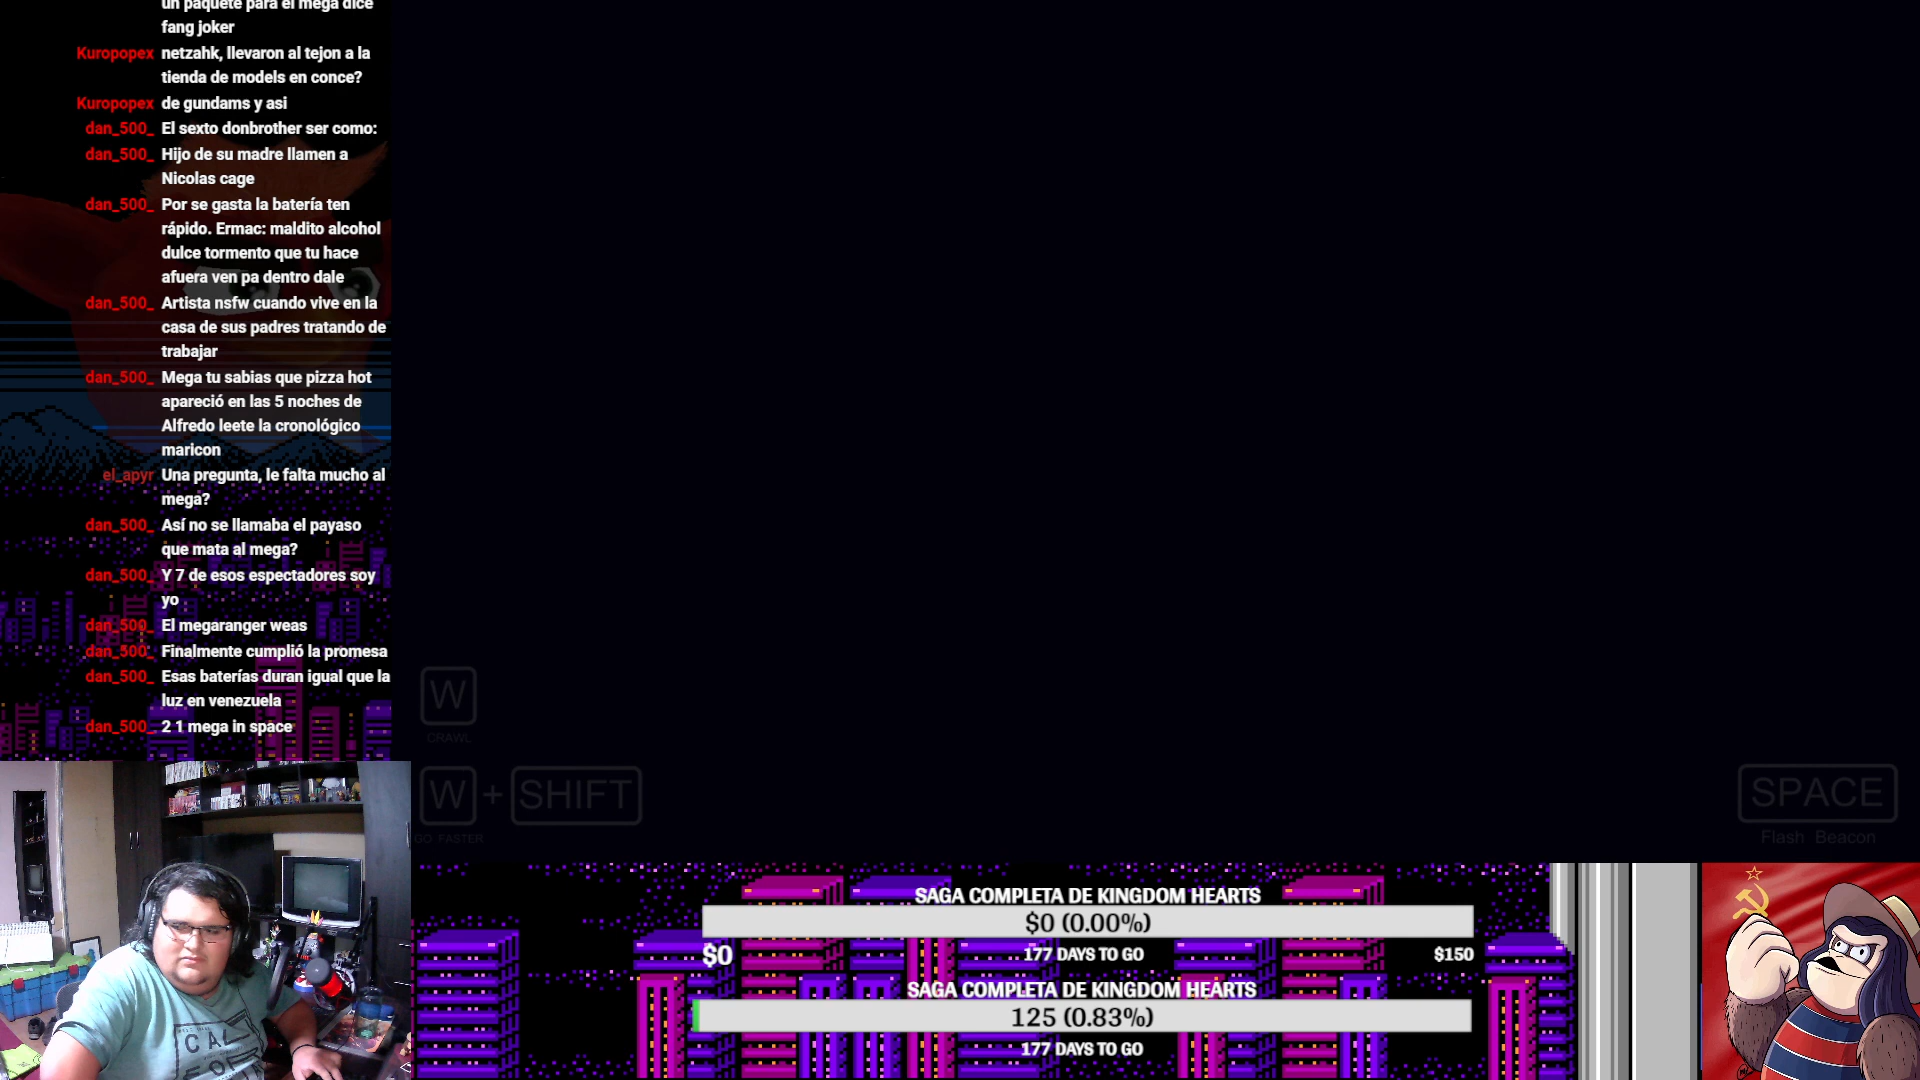 un paquete para el mega dice
fang joker
Kuropopex netzahk, llevaron al tejon a la
tienda de models en conce?
Kuropopex de gundams y asi
dan_500_ El sexto donbrother ser como:
dan_500_ Hijo de su madre llamen a
Nicolas cage
dan_500_ Por se gasta la batería ten
rápido. Ermac: maldito alcohol
dulce tormento que tu hace
afuera ven pa dentro dale
dan_500_ Artista nsfw cuando vive en la
casa de sus padres tratando de
trabajar
dan_500_ Mega tu sabias que pizza hot
apareció en las 5 noches de
Alfredo leete la cronológico
maricon
el_apyr Una pregunta, le falta mucho al
mega?
dan_500_ Así no se llamaba el payaso
que mata al mega?
dan_500_ Y 7 de esos espectadores soy
yo
dan_500_ El megaranger weas
dan_500_ Finalmente cumplió la promesa
dan_500_ Esas baterías duran igual que la
luz en venezuela
dan_500_ 2 1 mega in space
W
CRAWL
W + SHIFT
GO FASTER
SPACE
Flash Beacon
SAGA COMPLETA DE KINGDOM HEARTS
$0 (0.00%)
$0 177 DAYS TO GO $150
SAGA COMPLETA DE KINGDOM HEARTS
125 (0.83%)
177 DAYS TO GO
CAL